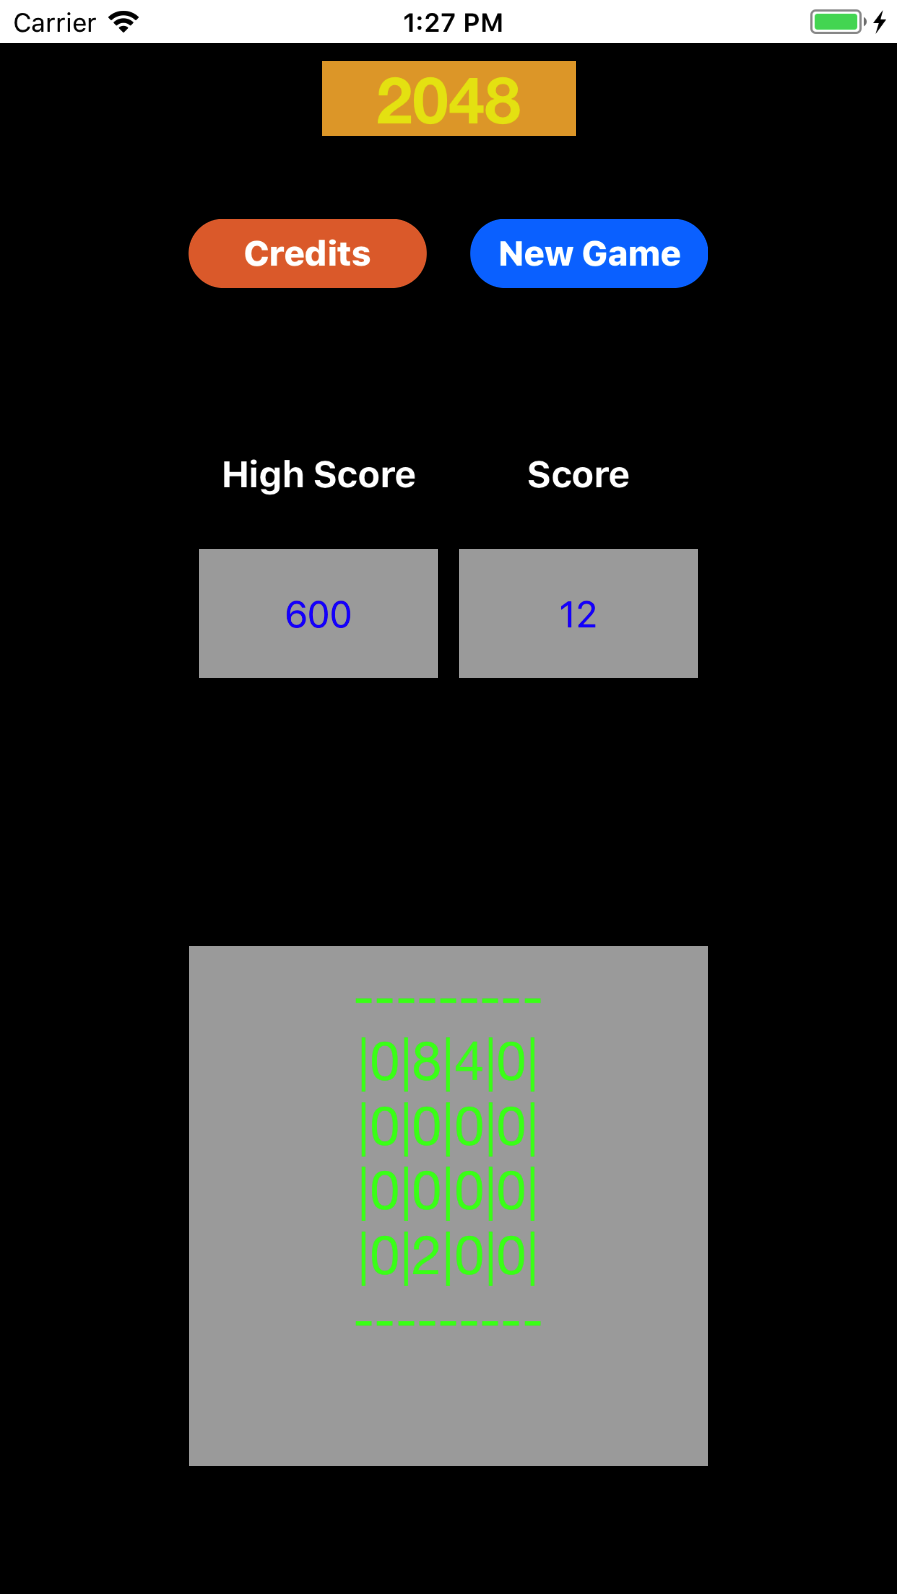 Carrier 1:27 PM
2048
Credits New Game
High Score Score
600 12
---------
|0|8|4|0|
|0|0|0|0|
|0|0|0|0|
|0|2|0|0|
---------